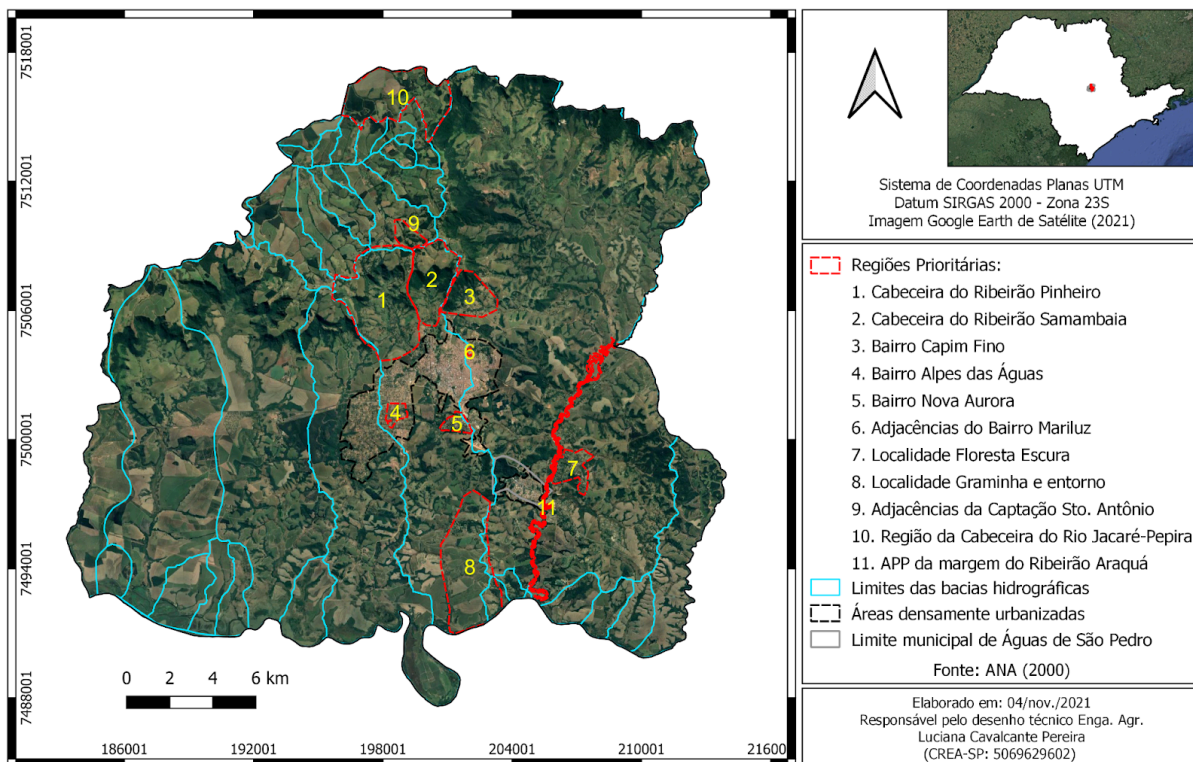 7518001
7512001
7506001
7500001
7494001
7488001
10
9
2
1
3
6
4
5
7
11
8
0 2 4 6 km
186001 192001 198001 204001 210001 21600
Sistema de Coordenadas Planas UTM
Datum SIRGAS 2000 - Zona 23S
Imagem Google Earth de Satélite (2021)
Regiões Prioritárias:
1. Cabeceira do Ribeirão Pinheiro
2. Cabeceira do Ribeirão Samambaia
3. Bairro Capim Fino
4. Bairro Alpes das Águas
5. Bairro Nova Aurora
6. Adjacências do Bairro Mariluz
7. Localidade Floresta Escura
8. Localidade Graminha e entorno
9. Adjacências da Captação Sto. Antônio
10. Região da Cabeceira do Rio Jacaré-Pepira
11. APP da margem do Ribeirão Araquá
Limites das bacias hidrográficas
Áreas densamente urbanizadas
Limite municipal de Águas de São Pedro
Fonte: ANA (2000)
Elaborado em: 04/nov./2021
Responsável pelo desenho técnico Enga. Agr.
Luciana Cavalcante Pereira
(CREA-SP: 5069629602)